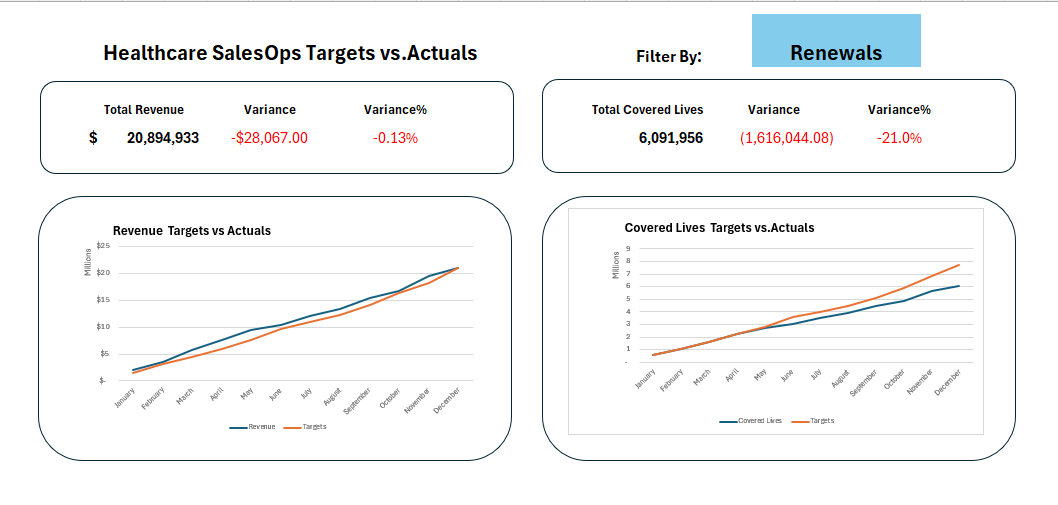 Healthcare SalesOps Targets vs.Actuals
Filter By:
Renewals
Total Revenue Variance Variance%
$ 20,894,933 -$28,067.00 -0.13%
Total Covered Lives Variance Variance%
6,091,956 (1,616,044.08) -21.0%
Revenue Targets vs Actuals
Millions
$25
$20
$15
$10
$5
$-
January February March April May June July August September October November December
Revenue Targets
Covered Lives Targets vs.Actuals
Millions
9
8
7
6
5
4
3
2
1
-
January February March April May June July August September October November December
Covered Lives Targets